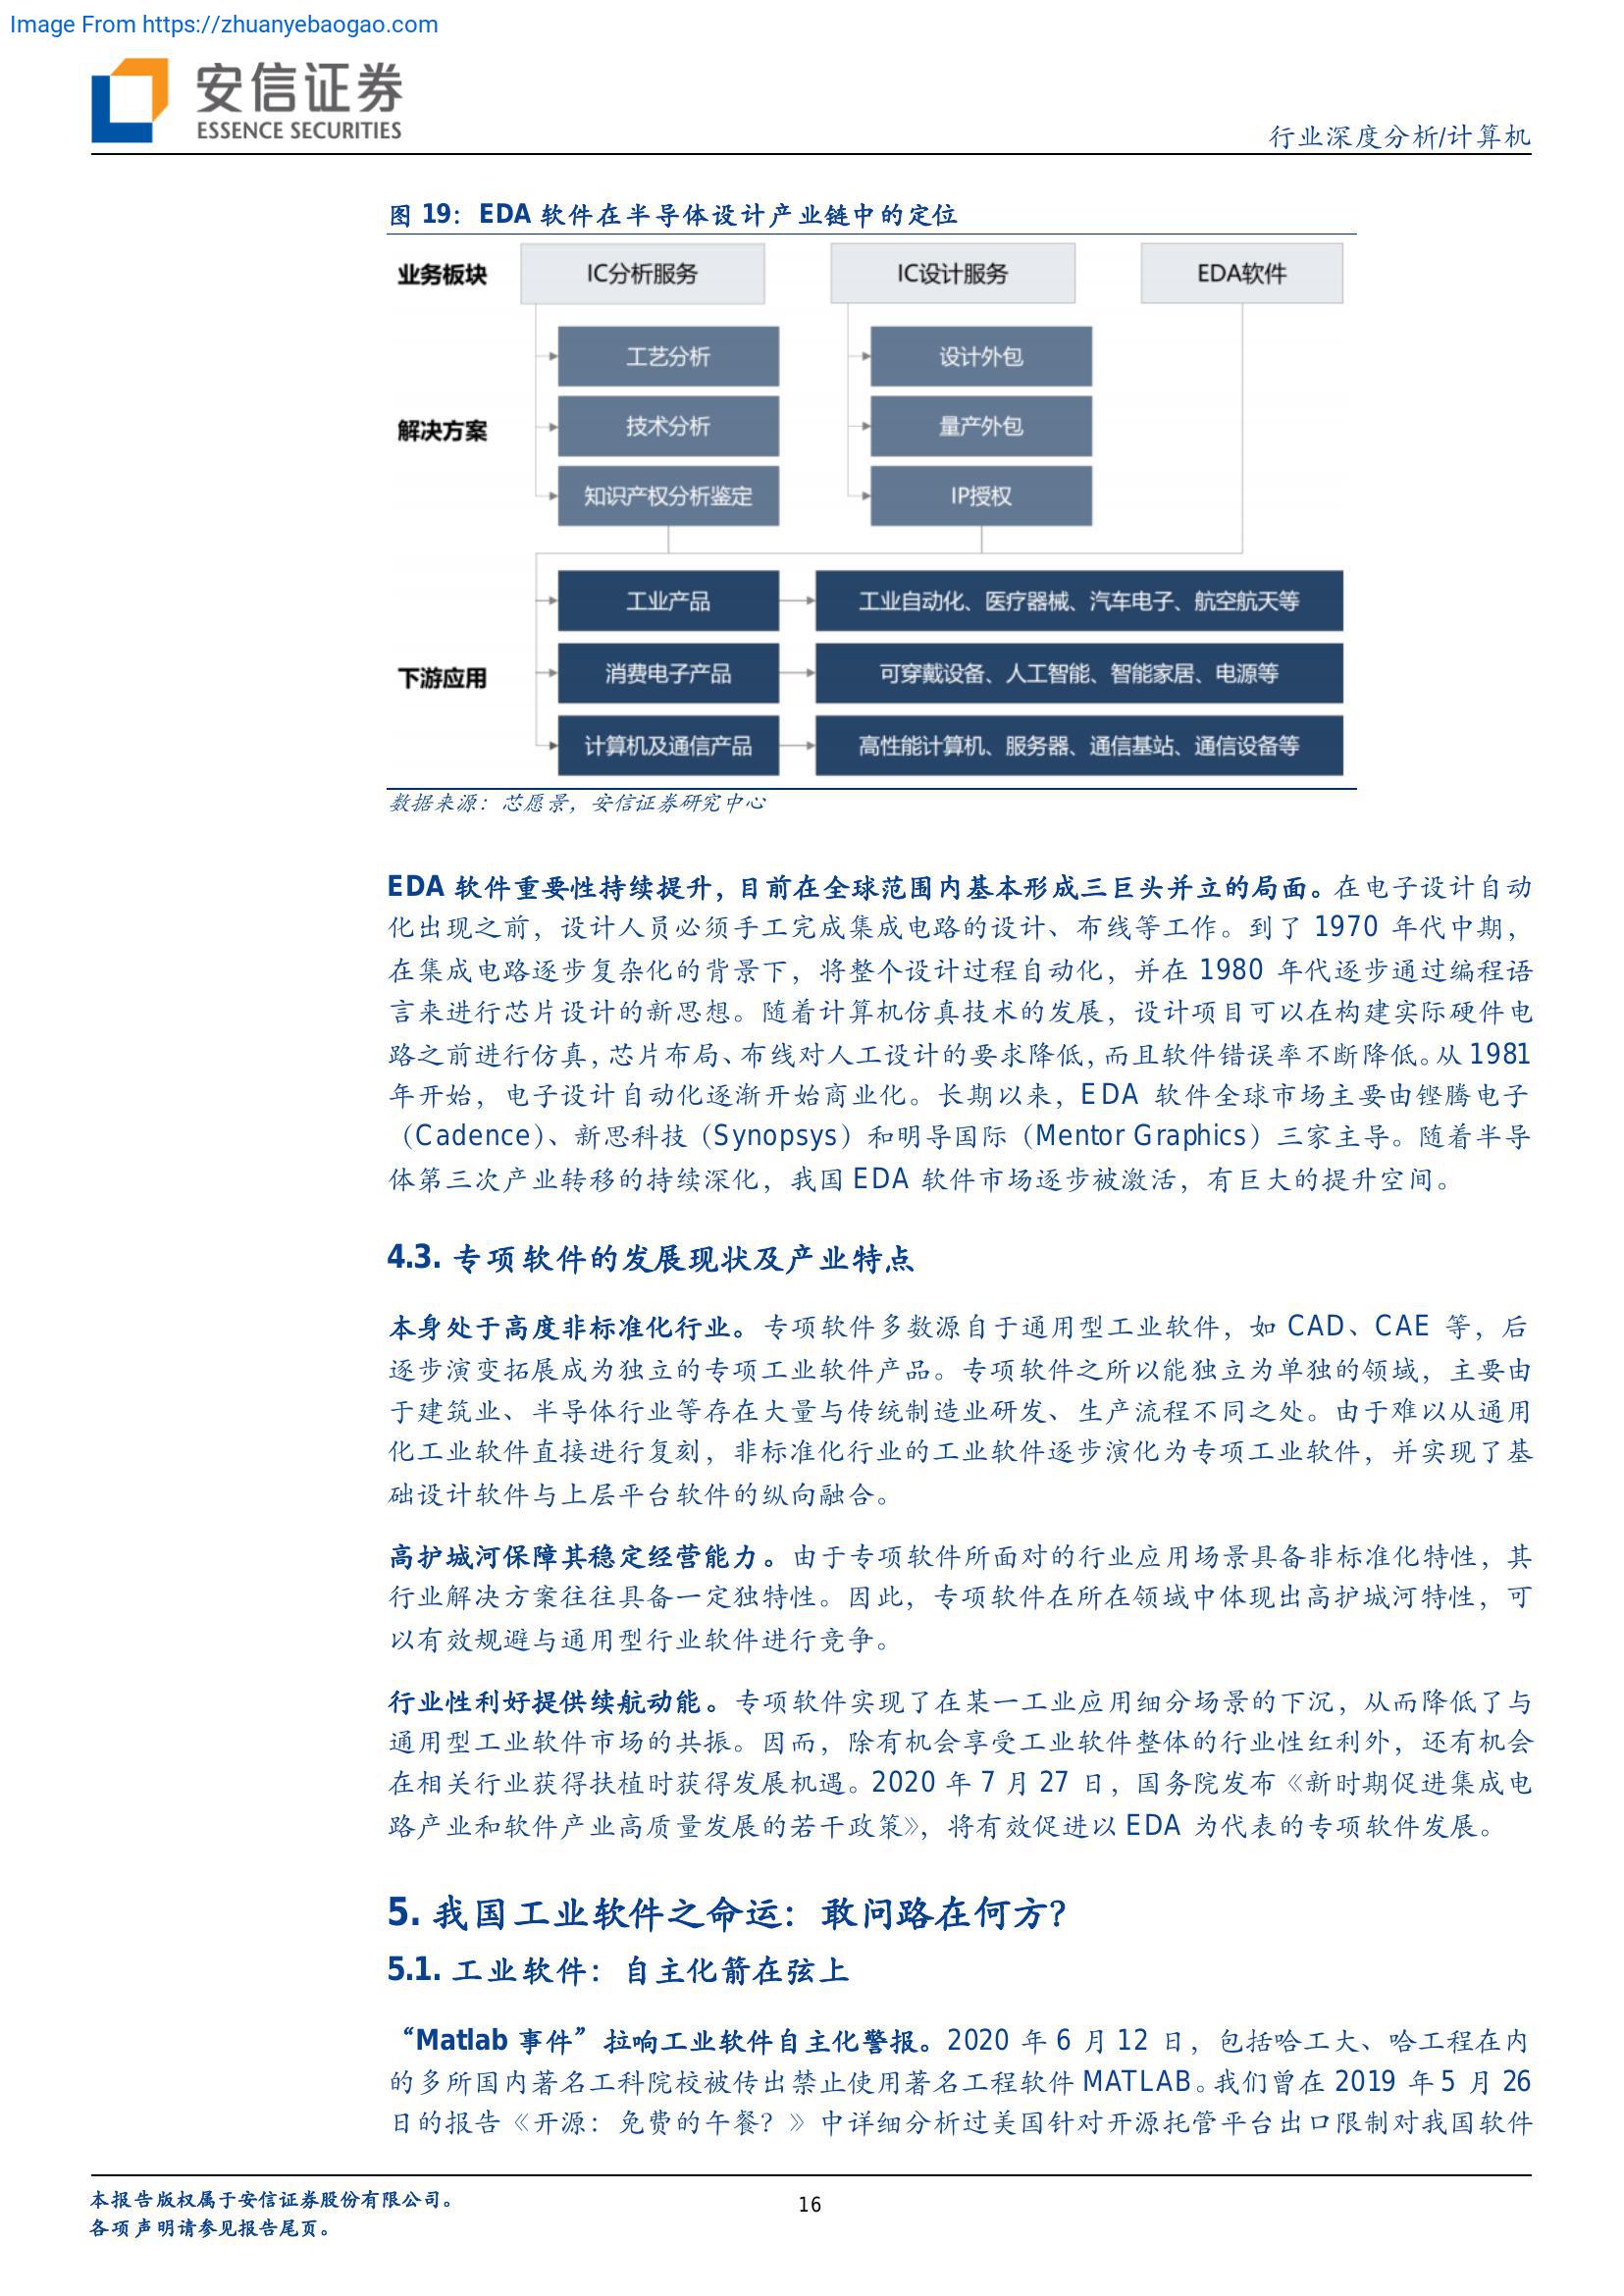 Image From https://zhuanyebaogao.com
安信证券
ESSENCE SECURITIES
行业深度分析/计算机
图 19：EDA 软件在半导体设计产业链中的定位
业务板块 IC分析服务 IC设计服务 EDA软件
工艺分析 设计外包
解决方案 技术分析 量产外包
知识产权分析鉴定 IP授权
工业产品 工业自动化、医疗器械、汽车电子、航空航天等
下游应用 消费电子产品 可穿戴设备、人工智能、智能家居、电源等
计算机及通信产品 高性能计算机、服务器、通信基站、通信设备等
数据来源：芯愿景，安信证券研究中心
EDA 软件重要性持续提升，目前在全球范围内基本形成三巨头并立的局面。在电子设计自动
化出现之前，设计人员必须手工完成集成电路的设计、布线等工作。到了 1970 年代中期，
在集成电路逐步复杂化的背景下，将整个设计过程自动化，并在 1980 年代逐步通过编程语
言来进行芯片设计的新思想。随着计算机仿真技术的发展，设计项目可以在构建实际硬件电
路之前进行仿真，芯片布局、布线对人工设计的要求降低，而且软件错误率不断降低。从 1981
年开始，电子设计自动化逐渐开始商业化。长期以来，EDA 软件全球市场主要由铿腾电子
（Cadence）、新思科技（Synopsys）和明导国际（Mentor Graphics）三家主导。随着半导
体第三次产业转移的持续深化，我国 EDA 软件市场逐步被激活，有巨大的提升空间。
4.3. 专项软件的发展现状及产业特点
本身处于高度非标准化行业。专项软件多数源自于通用型工业软件，如 CAD、CAE 等，后
逐步演变拓展成为独立的专项工业软件产品。专项软件之所以能独立为单独的领域，主要由
于建筑业、半导体行业等存在大量与传统制造业研发、生产流程不同之处。由于难以从通用
化工业软件直接进行复刻，非标准化行业的工业软件逐步演化为专项工业软件，并实现了基
础设计软件与上层平台软件的纵向融合。
高护城河保障其稳定经营能力。由于专项软件所面对的行业应用场景具备非标准化特性，其
行业解决方案往往具备一定独特性。因此，专项软件在所在领域中体现出高护城河特性，可
以有效规避与通用型行业软件进行竞争。
行业性利好提供续航动能。专项软件实现了在某一工业应用细分场景的下沉，从而降低了与
通用型工业软件市场的共振。因而，除有机会享受工业软件整体的行业性红利外，还有机会
在相关行业获得扶植时获得发展机遇。2020 年 7 月 27 日，国务院发布《新时期促进集成电
路产业和软件产业高质量发展的若干政策》，将有效促进以 EDA 为代表的专项软件发展。
5. 我国工业软件之命运：敢问路在何方？
5.1. 工业软件：自主化箭在弦上
“Matlab 事件”拉响工业软件自主化警报。2020 年 6 月 12 日，包括哈工大、哈工程在内
的多所国内著名工科院校被传出禁止使用著名工程软件 MATLAB。我们曾在 2019 年 5 月 26
日的报告《开源：免费的午餐？》中详细分析过美国针对开源托管平台出口限制对我国软件
本报告版权属于安信证券股份有限公司。
各项声明请参见报告尾页。
16